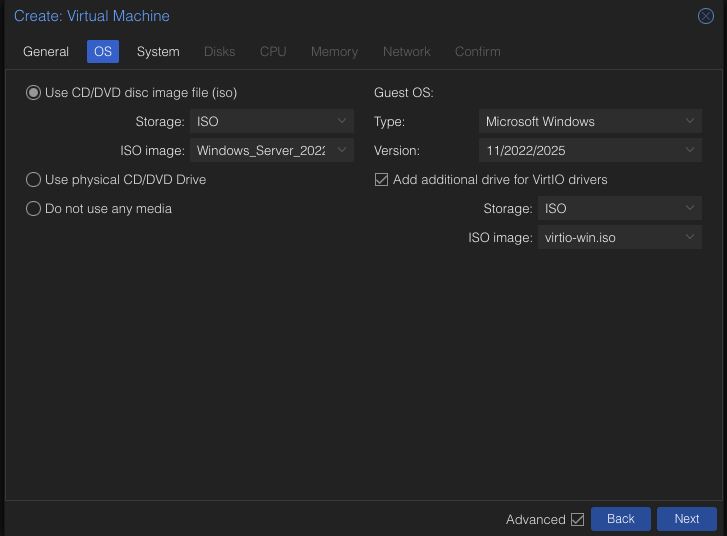 Create: Virtual Machine
General OS System Disks CPU Memory Network Confirm
Use CD/DVD disc image file (iso)
Storage: ISO
ISO image: Windows_Server_2022
Use physical CD/DVD Drive
Do not use any media
Guest OS:
Type: Microsoft Windows
Version: 11/2022/2025
Add additional drive for VirtIO drivers
Storage: ISO
ISO image: virtio-win.iso
Advanced Back Next